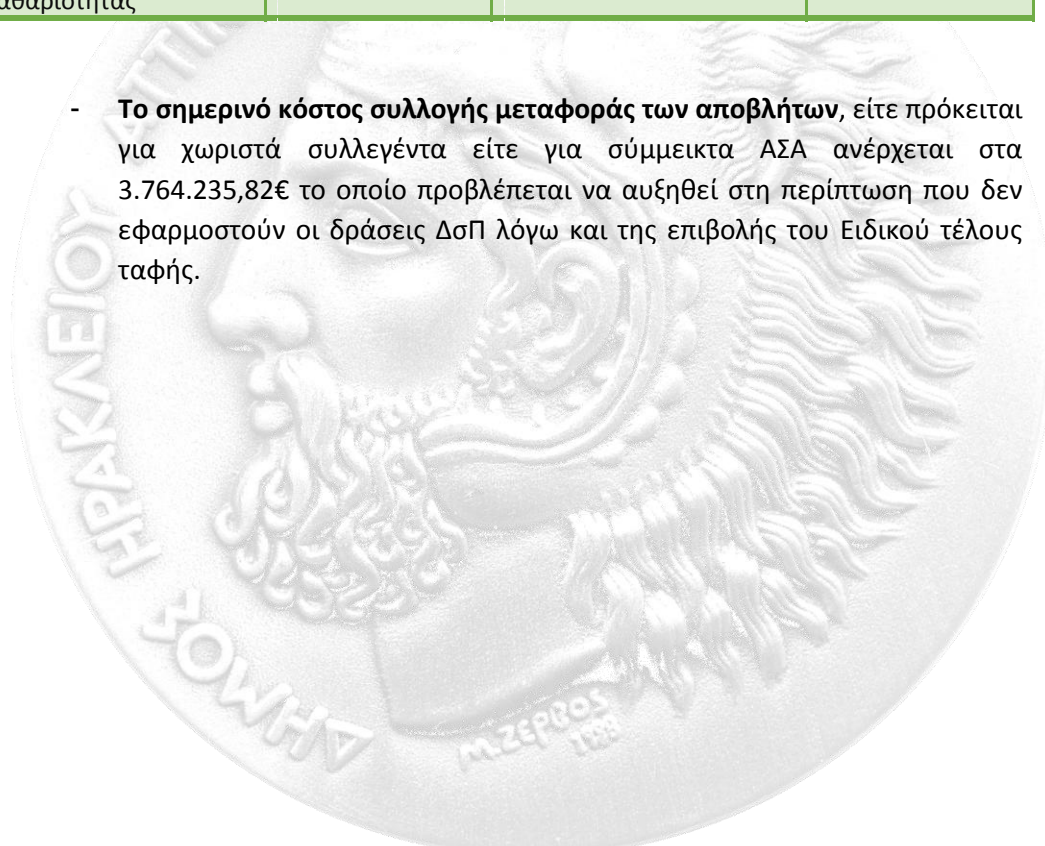 αθαριότητας
- Το σημερινό κόστος συλλογής μεταφοράς των αποβλήτων, είτε πρόκειται
για χωριστά συλλεγέντα είτε για σύμμεικτα ΑΣΑ ανέρχεται στα
3.764.235,82€ το οποίο προβλέπεται να αυξηθεί στη περίπτωση που δεν
εφαρμοστούν οι δράσεις ΔσΠ λόγω και της επιβολής του Ειδικού τέλους
ταφής.
ΔΗΜΟΣ ΗΡΑΚΛΕΙΟΥ ΑΤΤΙΚ
Μ.ΖΕΡΒΟΣ